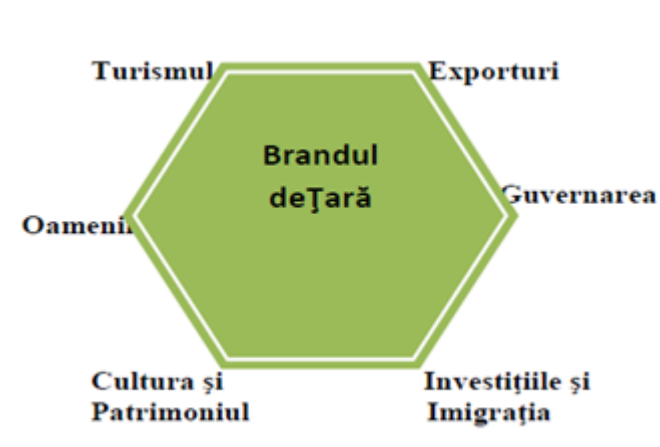 Turismul
Exporturi
Brandul
deŢară
Guvernarea
Oamenii
Cultura şi
Patrimoniul
Investiţiile şi
Imigraţia